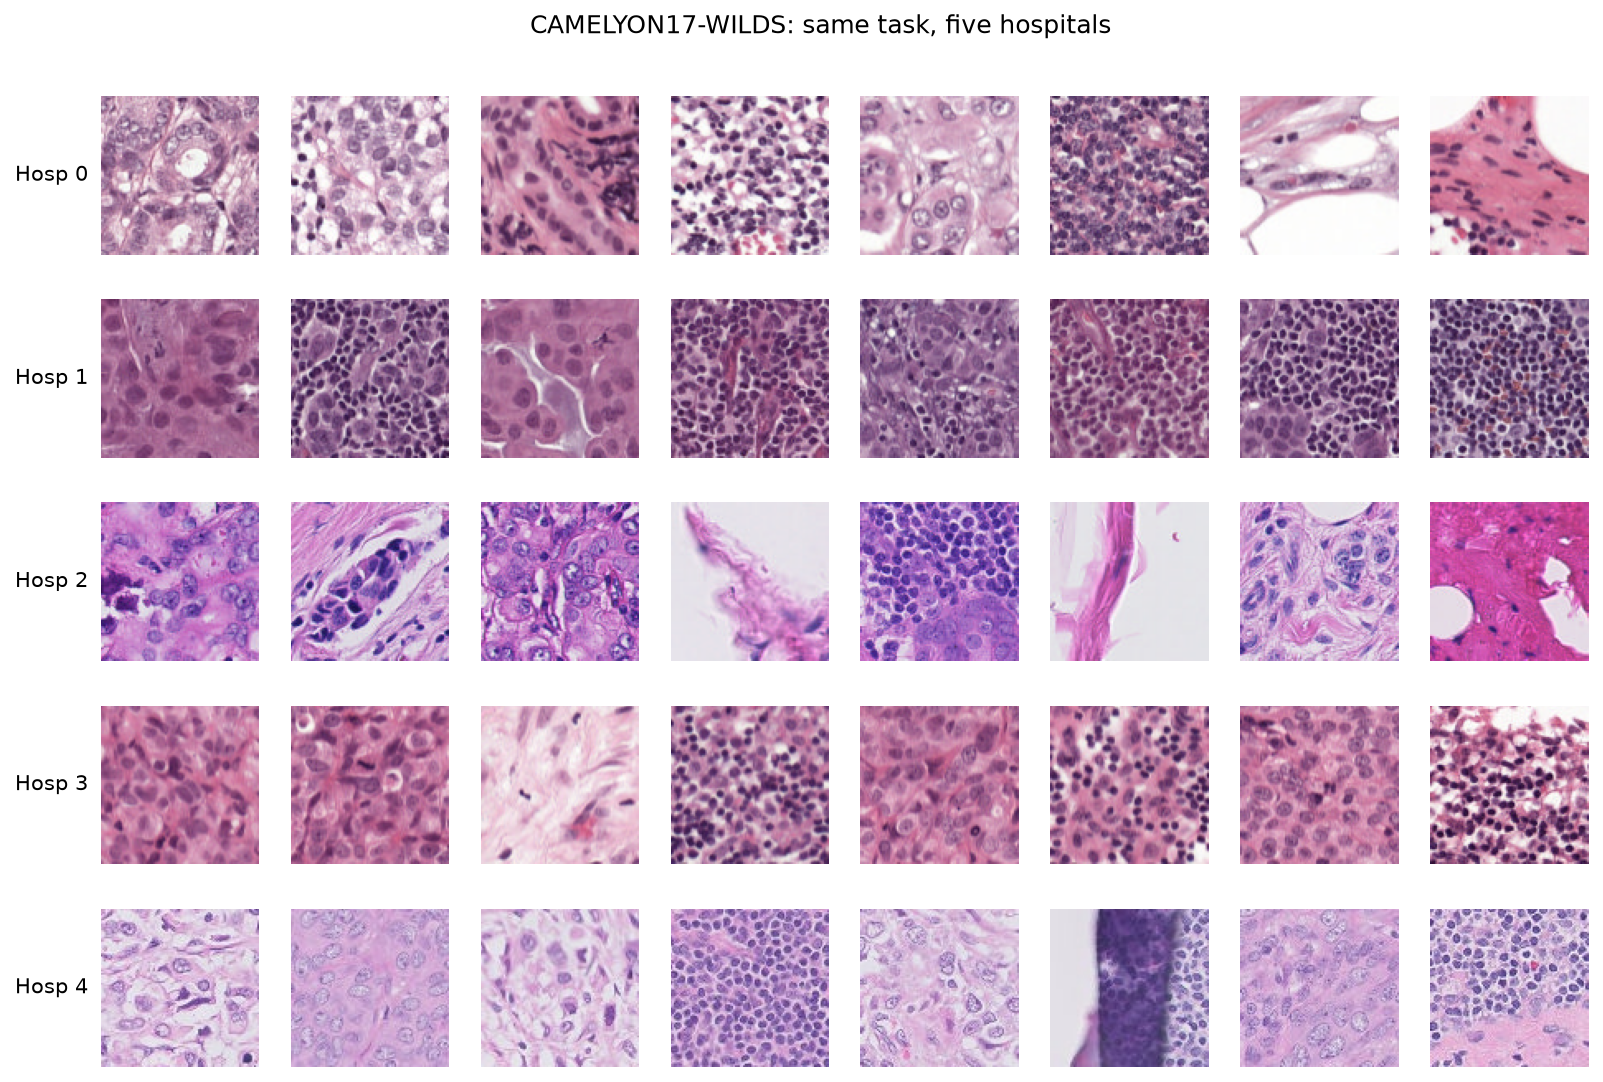 CAMELYON17-WILDS: same task, five hospitals
Hosp 0
Hosp 1
Hosp 2
Hosp 3
Hosp 4